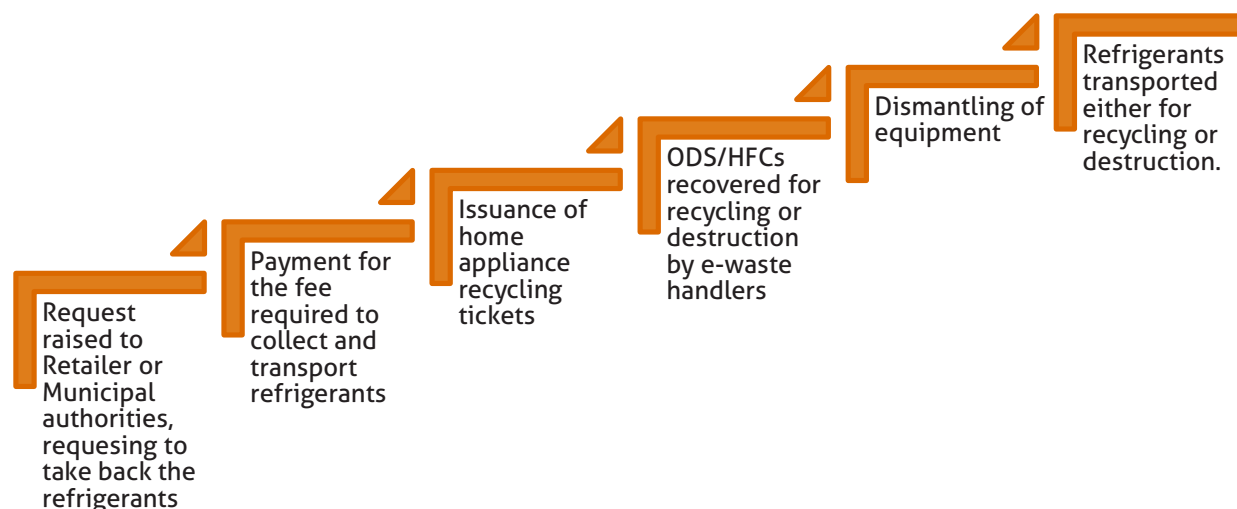 Request
raised to
Retailer or
Municipal
authorities,
requesing to
take back the
refrigerants
Payment for
the fee
required to
collect and
transport
refrigerants
Issuance of
home
appliance
recycling
tickets
ODS/HFCs
recovered for
recycling or
destruction
by e-waste
handlers
Dismantling of
equipment
Refrigerants
transported
either for
recycling or
destruction.